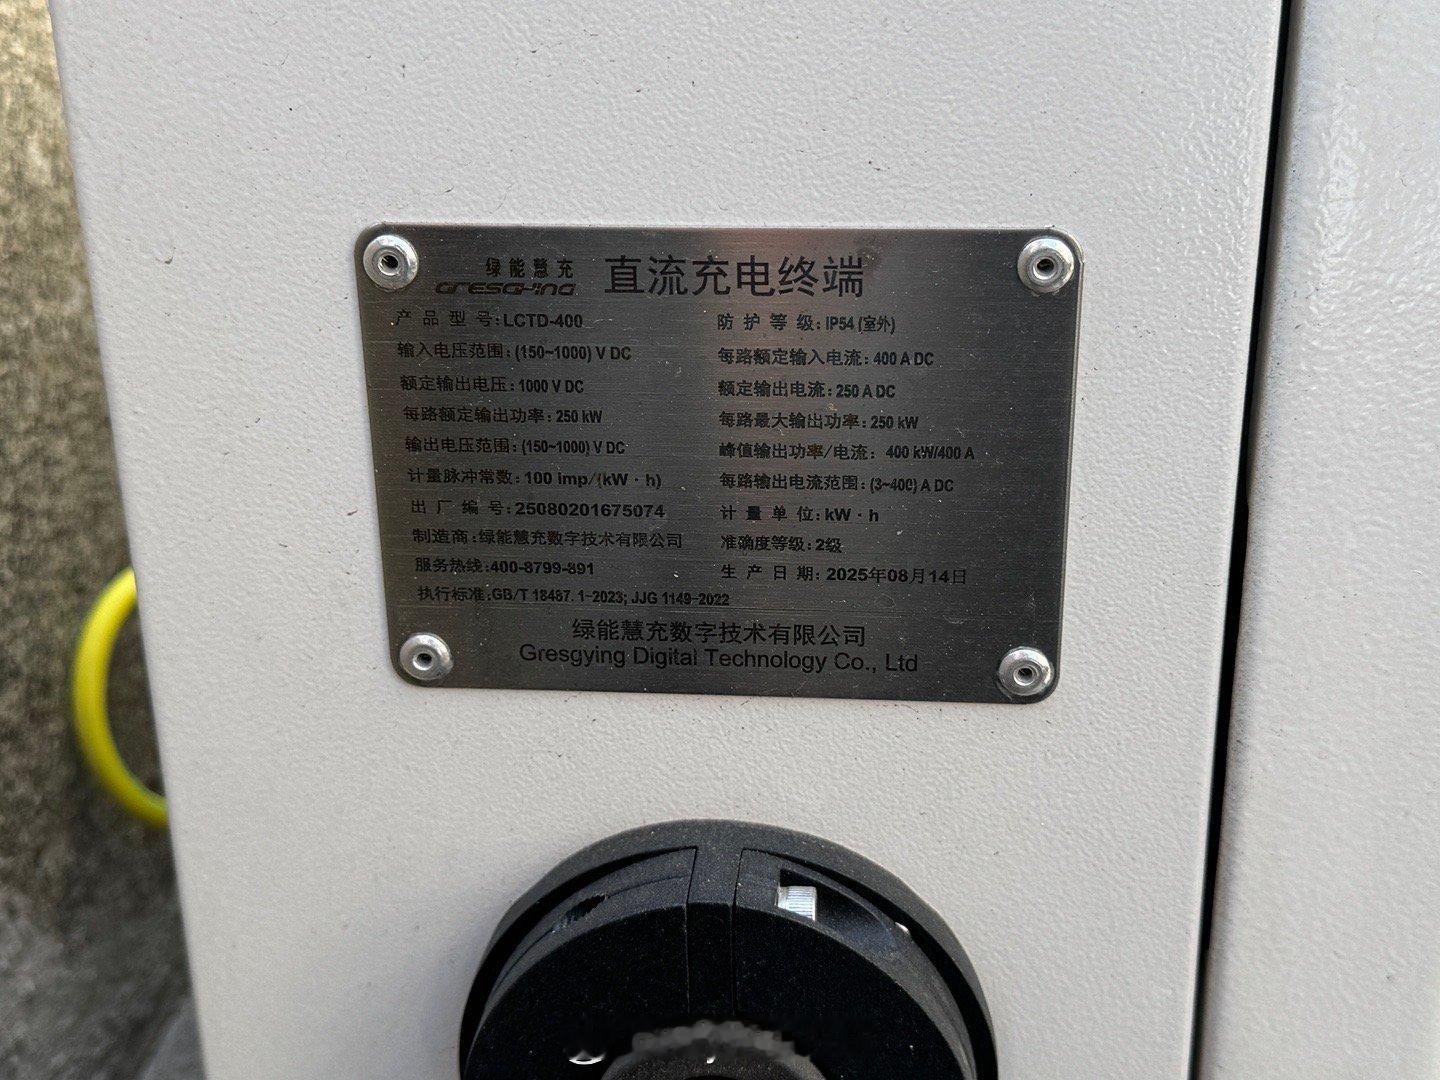 绿能慧充 直流充电终端
GRESGYING
产品型号:LCTD-400 防护等级:IP54(室外)
输入电压范围:(150~1000) V DC 每路额定输入电流:400 A DC
额定输出电压:1000 V DC 额定输出电流:250 A DC
每路额定输出功率:250 kW 每路最大输出功率:250 kW
输出电压范围:(150~1000) V DC 峰值输出功率/电流: 400 kW/400 A
计量脉冲常数:100 imp/(kW·h) 每路输出电流范围:(3~400) A DC
出厂编号:25080201675074 计量单位:kW·h
制造商:绿能慧充数字技术有限公司 准确度等级:2级
服务热线:400-8799-891 生产日期:2025年08月14日
执行标准:GB/T 18487.1-2023; JJG 1149-2022
绿能慧充数字技术有限公司
Gresgying Digital Technology Co., Ltd